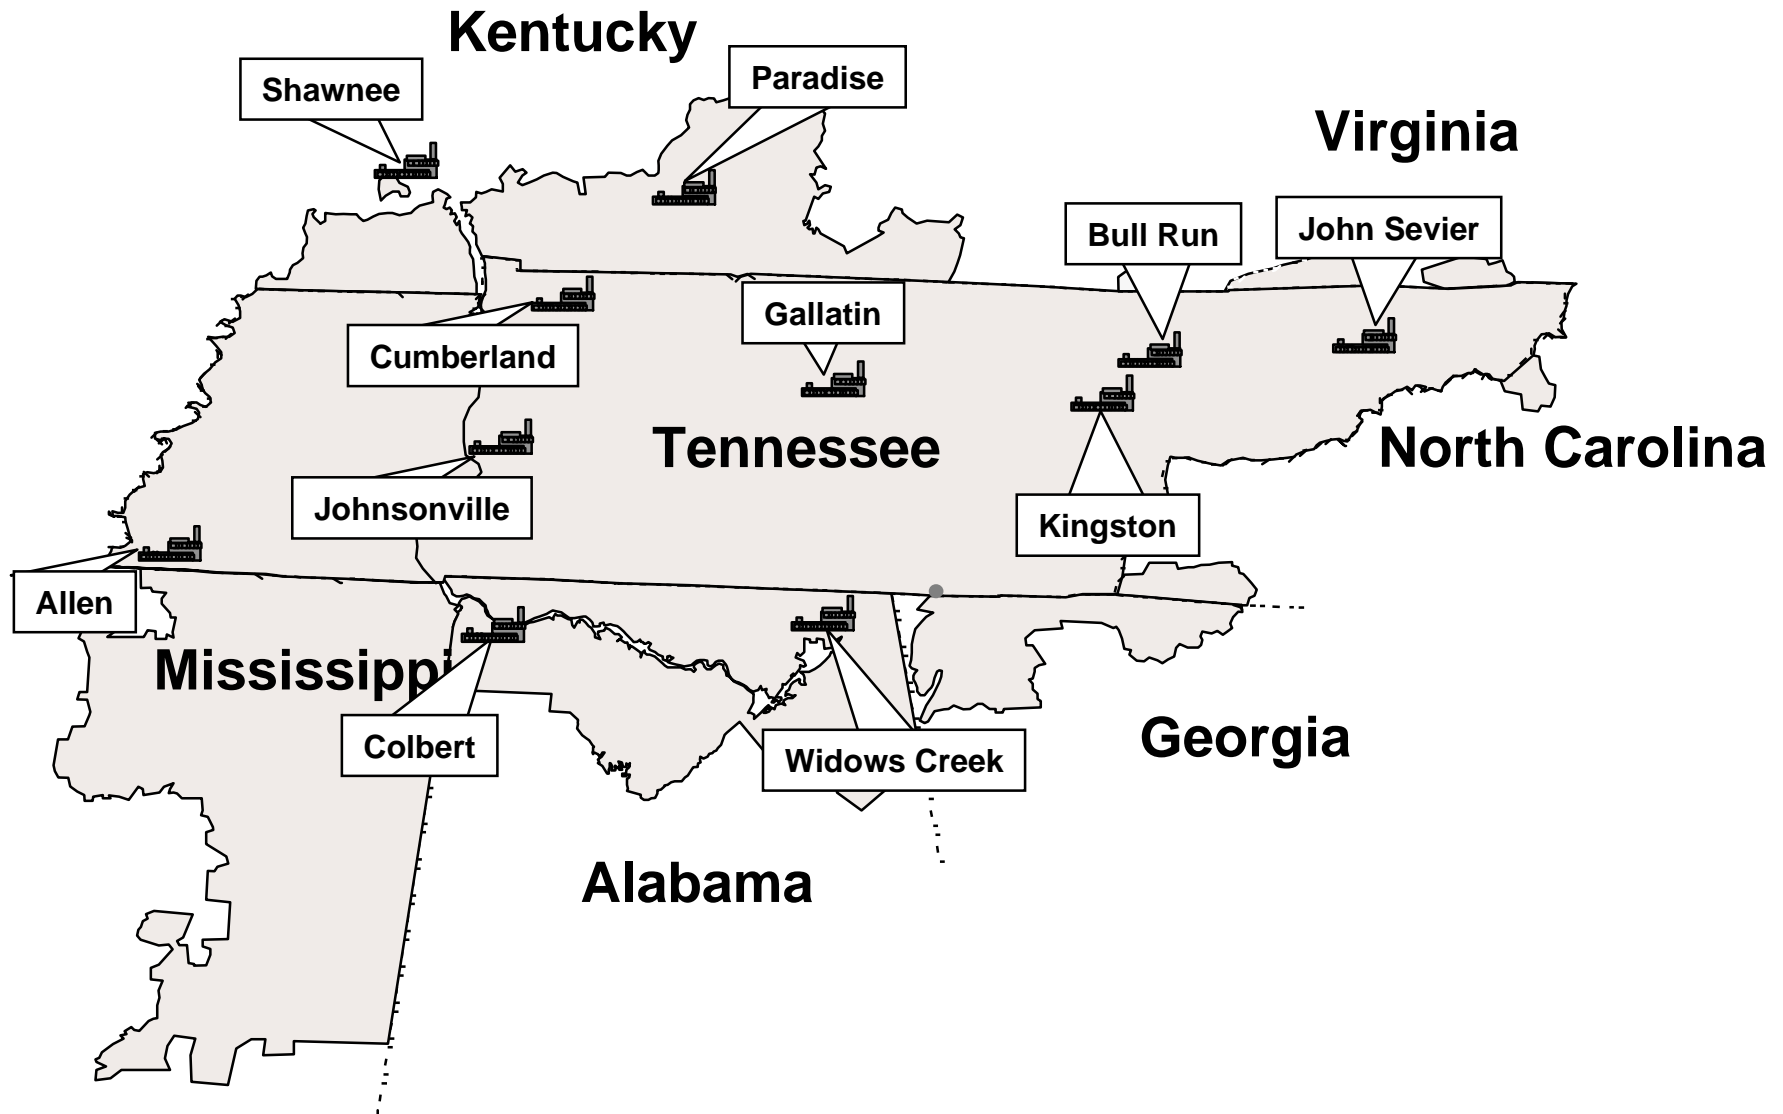 Kentucky
Shawnee
Paradise
Virginia
Bull Run
John Sevier
Gallatin
Cumberland
Tennessee
North Carolina
Johnsonville
Kingston
Allen
Mississippi
Colbert
Widows Creek
Georgia
Alabama